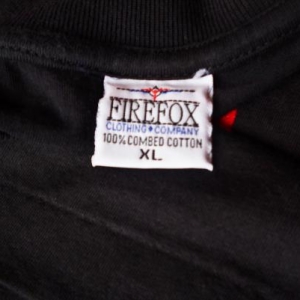 FIREFOX
CLOTHING COMPANY
100% COMBED COTTON
XL